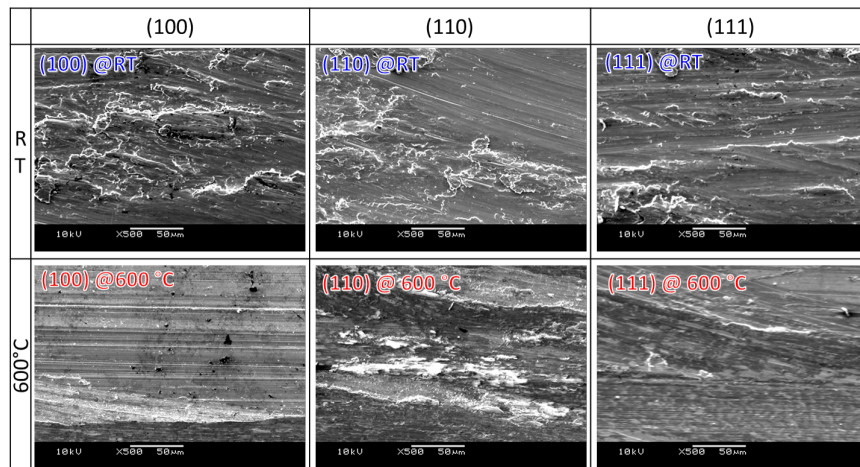 (100)
(110)
(111)
R
T
(100) @RT
(110) @RT
(111) @RT
10kV X500 50µm
10kV X500 50µm
10kV X500 50µm
600°C
(100) @600 °C
(110) @ 600 °C
(111) @ 600 °C
10kV X500 50µm
10kV X500 50µm
10kV X500 50µm